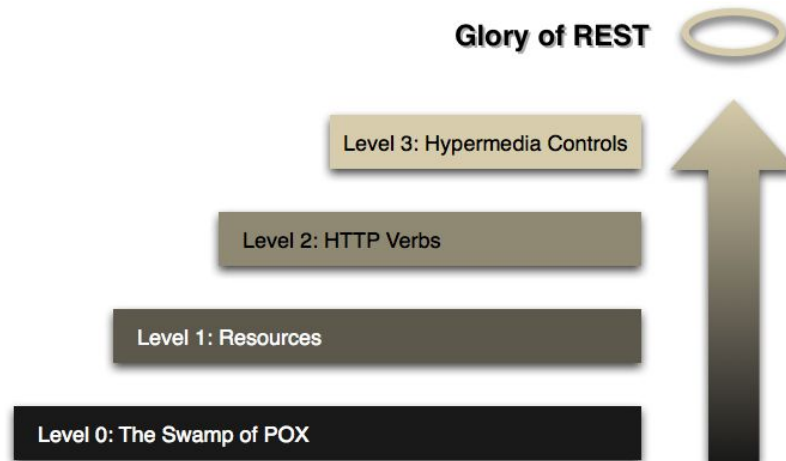 Glory of REST
Level 3: Hypermedia Controls
Level 2: HTTP Verbs
Level 1: Resources
Level 0: The Swamp of POX